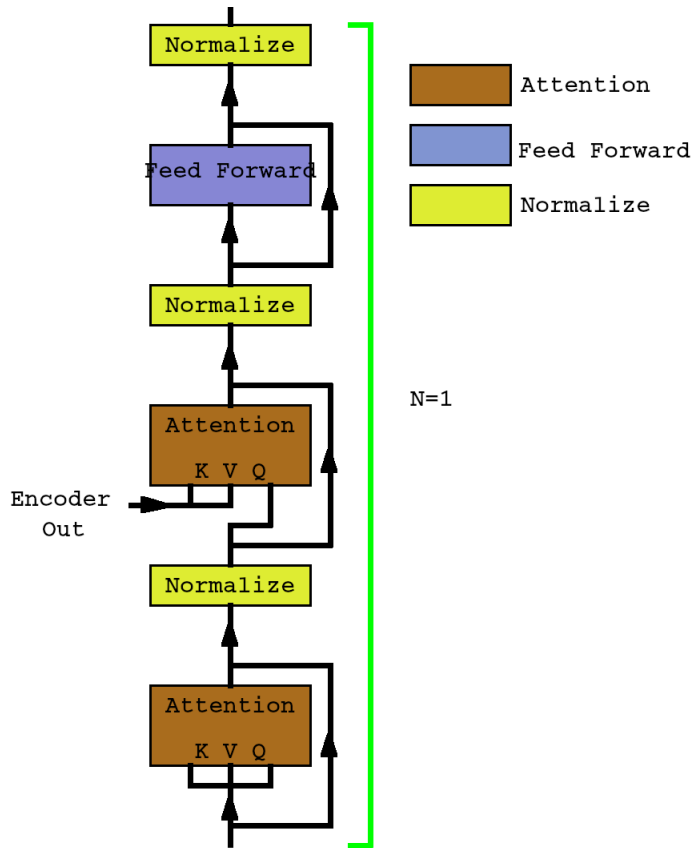 Normalize
Attention
Feed Forward
Feed Forward
Normalize
Normalize
N=1
Attention
K V Q
Encoder
Out
Normalize
Attention
K V Q